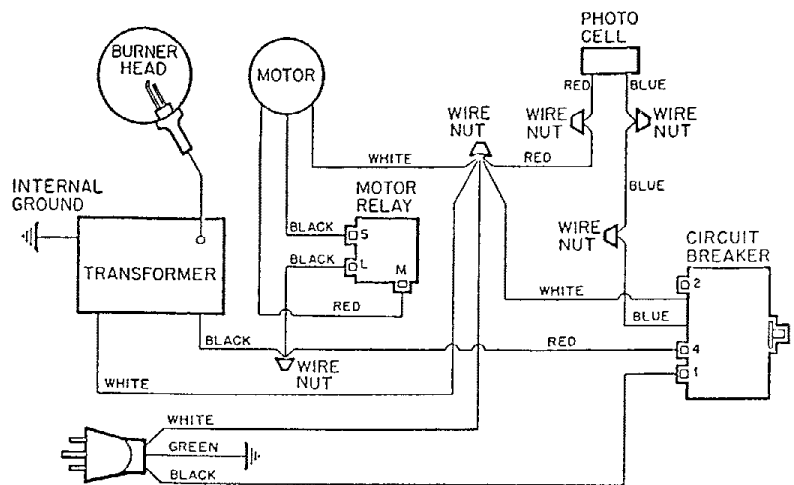 PHOTO
CELL
BURNER
HEAD
MOTOR
RED
BLUE
WIRE
NUT
WIRE
NUT
WIRE
NUT
WHITE
RED
INTERNAL
GROUND
MOTOR
RELAY
BLUE
BLACK
S
WIRE
NUT
CIRCUIT
BREAKER
TRANSFORMER
BLACK
L
M
2
WHITE
RED
BLUE
BLACK
RED
4
WIRE
NUT
1
WHITE
WHITE
GREEN
BLACK